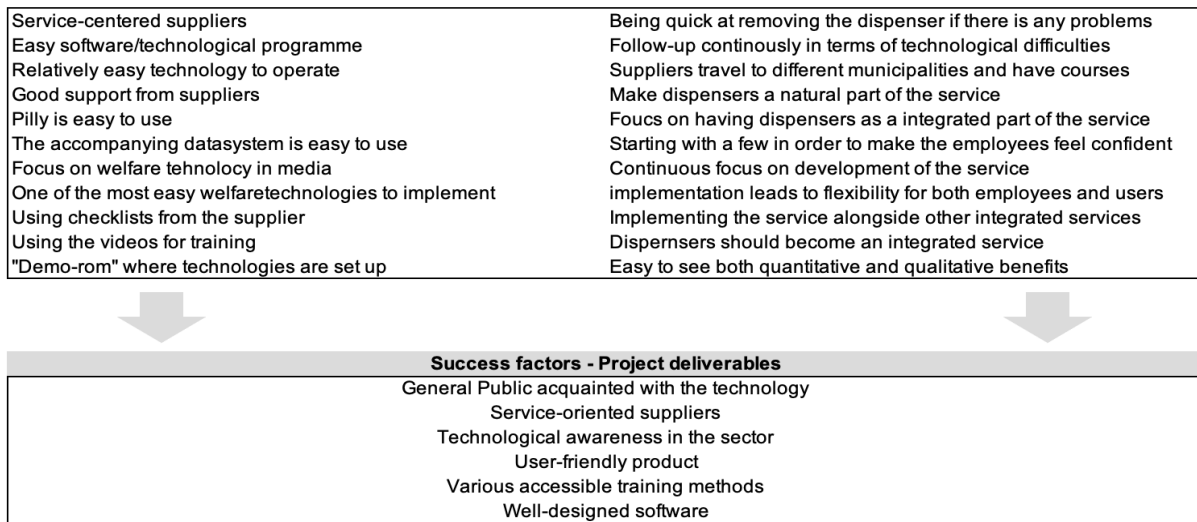 Service-centered suppliers
Easy software/technological programme
Relatively easy technology to operate
Good support from suppliers
Pilly is easy to use
The accompanying datasystem is easy to use
Focus on welfare tehnolocy in media
One of the most easy welfaretechnologies to implement
Using checklists from the supplier
Using the videos for training
"Demo-rom" where technologies are set up
Being quick at removing the dispenser if there is any problems
Follow-up continously in terms of technological difficulties
Suppliers travel to different municipalities and have courses
Make dispensers a natural part of the service
Foucs on having dispensers as a integrated part of the service
Starting with a few in order to make the employees feel confident
Continuous focus on development of the service
implementation leads to flexibility for both employees and users
Implementing the service alongside other integrated services
Dispernsers should become an integrated service
Easy to see both quantitative and qualitative benefits
Success factors - Project deliverables
General Public acquainted with the technology
Service-oriented suppliers
Technological awareness in the sector
User-friendly product
Various accessible training methods
Well-designed software